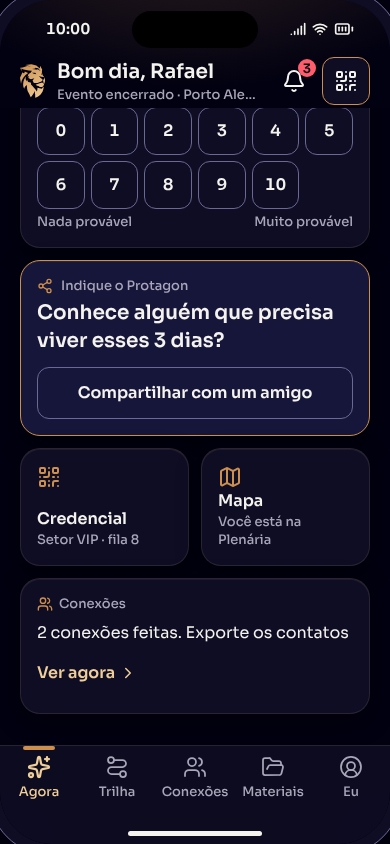 10:00
Bom dia, Rafael
3
Evento encerrado · Porto Ale...
0 1 2 3 4 5
6 7 8 9 10
Nada provável Muito provável
Indique o Protagon
Conhece alguém que precisa
viver esses 3 dias?
Compartilhar com um amigo
Credencial
Setor VIP · fila 8
Mapa
Você está na
Plenária
Conexões
2 conexões feitas. Exporte os contatos
Ver agora
Agora Trilha Conexões Materiais Eu